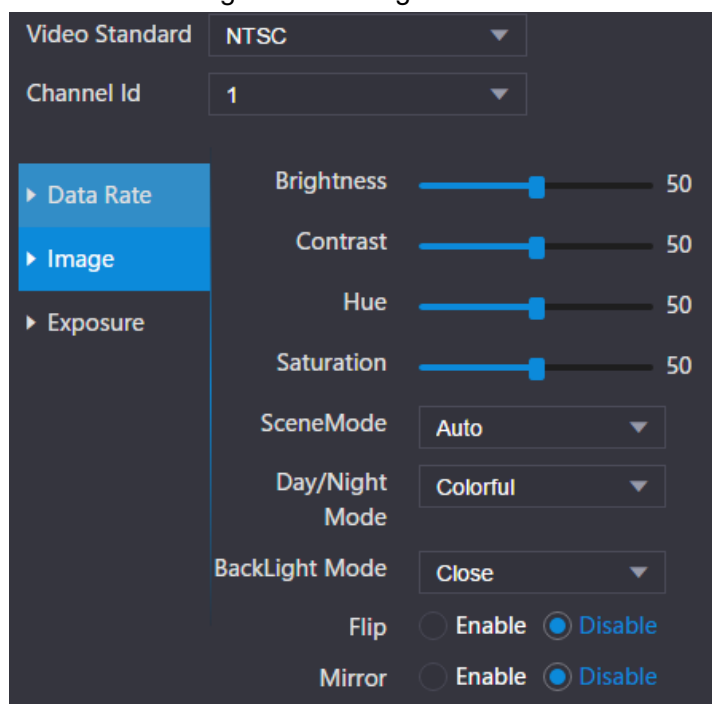 Video Standard NTSC
Channel Id 1
Data Rate
Image
Exposure
Brightness 50
Contrast 50
Hue 50
Saturation 50
SceneMode Auto
Day/Night Mode Colorful
BackLight Mode Close
Flip Enable Disable
Mirror Enable Disable